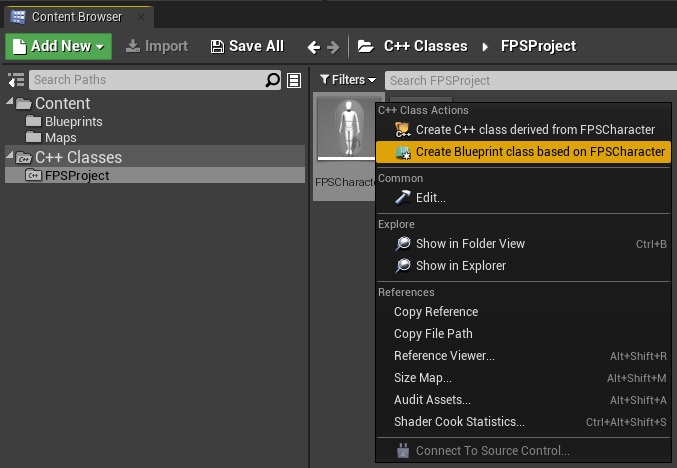 Content Browser
Add New
Import
Save All
C++ Classes
FPSProject
Search Paths
Filters
Search FPSProject
Content
Blueprints
Maps
C++ Classes
C++ FPSProject
FPSCharacte
C++ Class Actions
Create C++ class derived from FPSCharacter
Create Blueprint class based on FPSCharacter
Common
Edit...
Explore
Show in Folder View Ctrl+B
Show in Explorer
References
Copy Reference
Copy File Path
Reference Viewer... Alt+Shift+R
Size Map... Alt+Shift+M
Audit Assets... Alt+Shift+A
Shader Cook Statistics... Ctrl+Alt+Shift+S
Connect To Source Control...